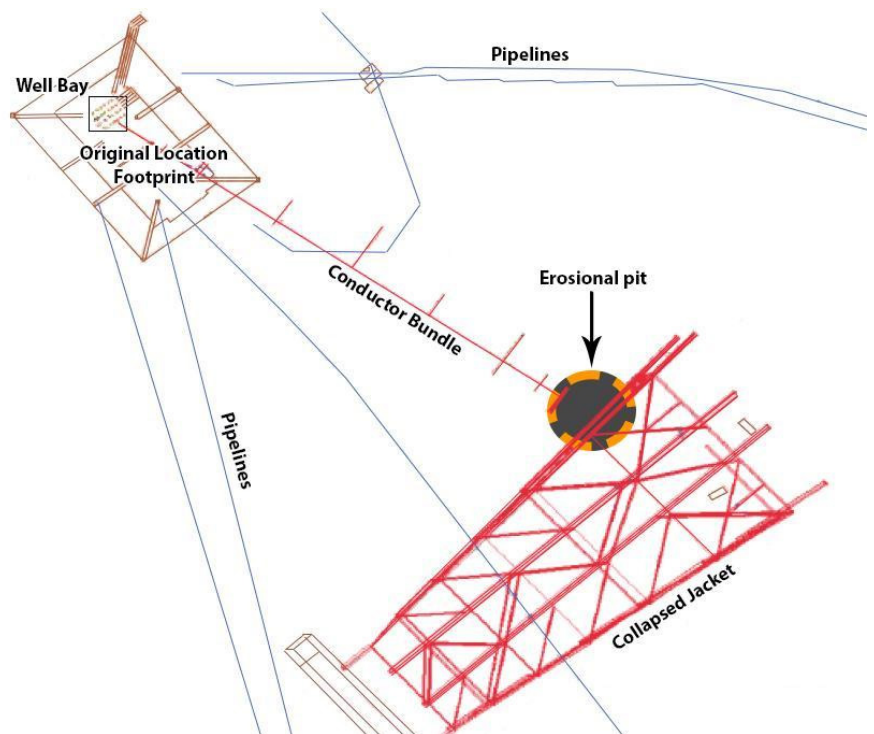 Pipelines
Well Bay
Original Location
Footprint
Conductor Bundle
Erosional pit
Pipelines
Collapsed Jacket